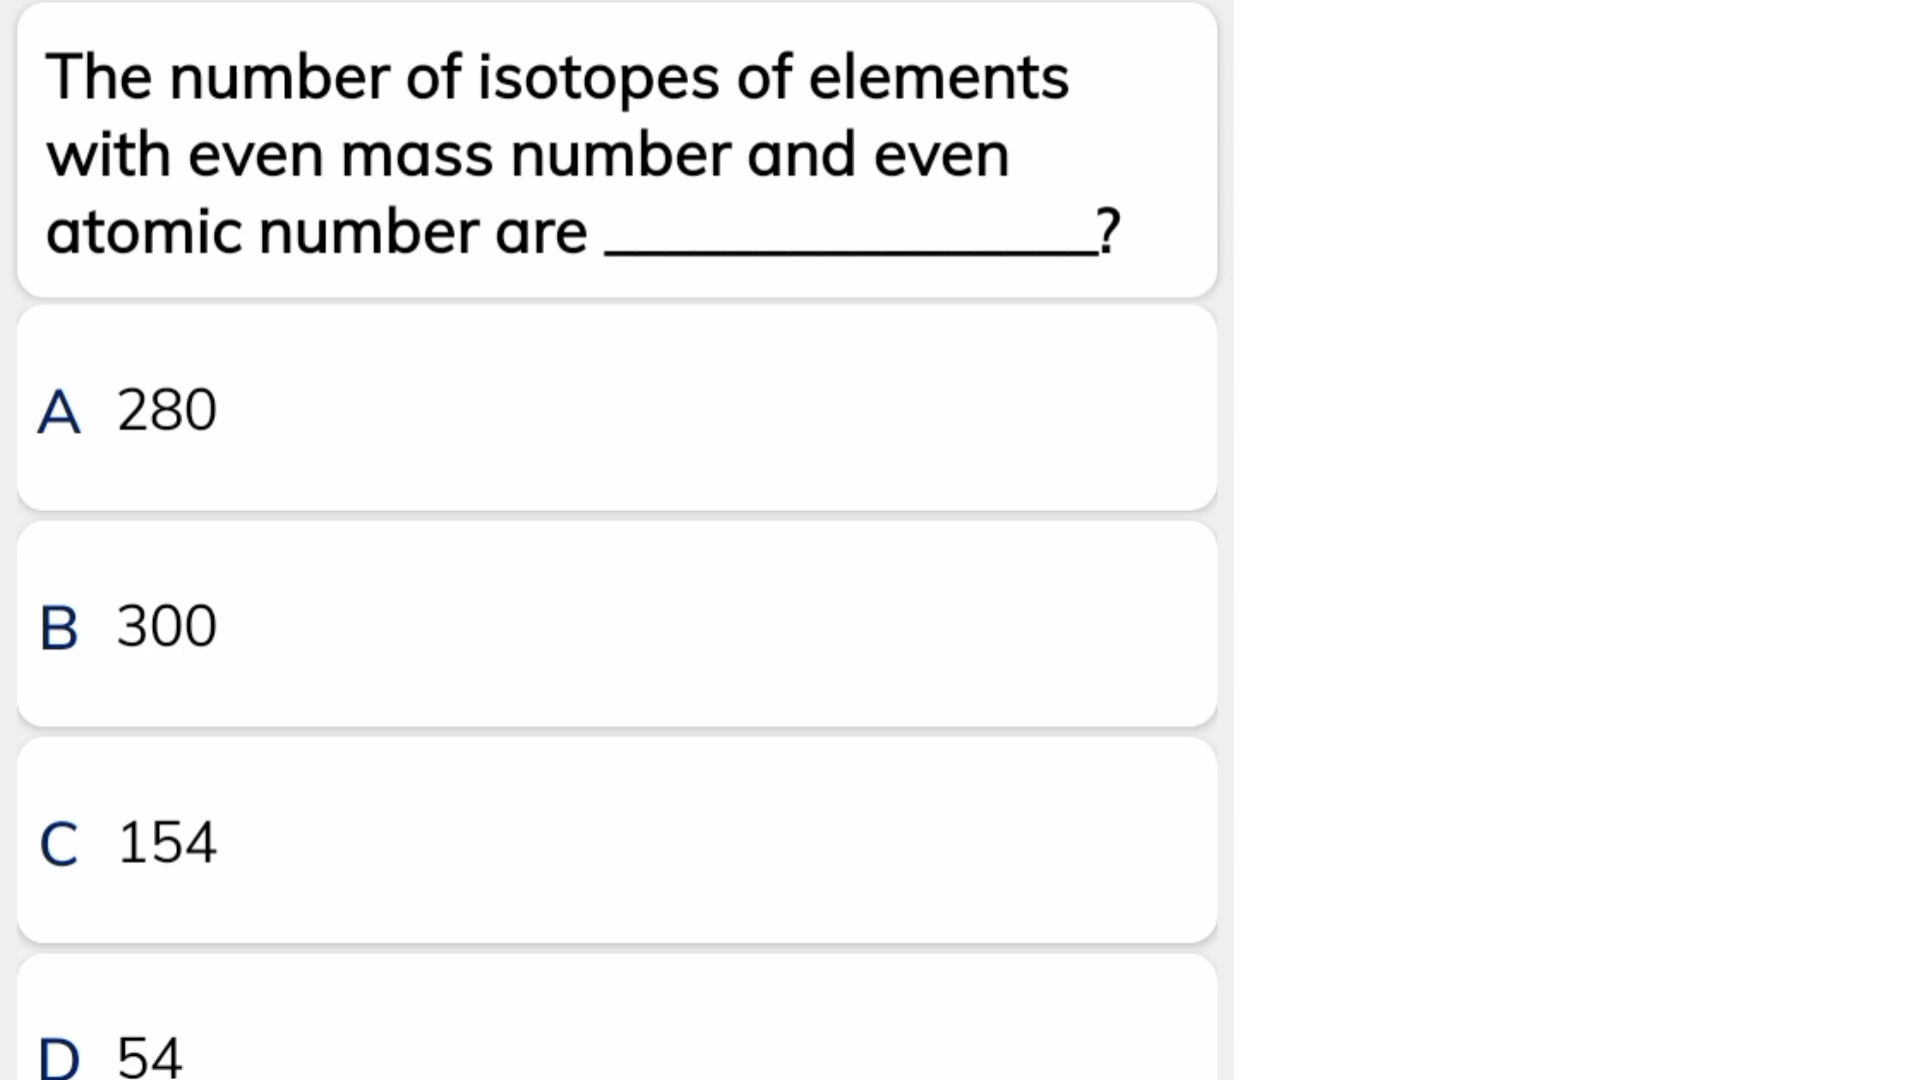 The number of isotopes of elements
with even mass number and even
atomic number are _______________?
A 280
B 300
C 154
D 54